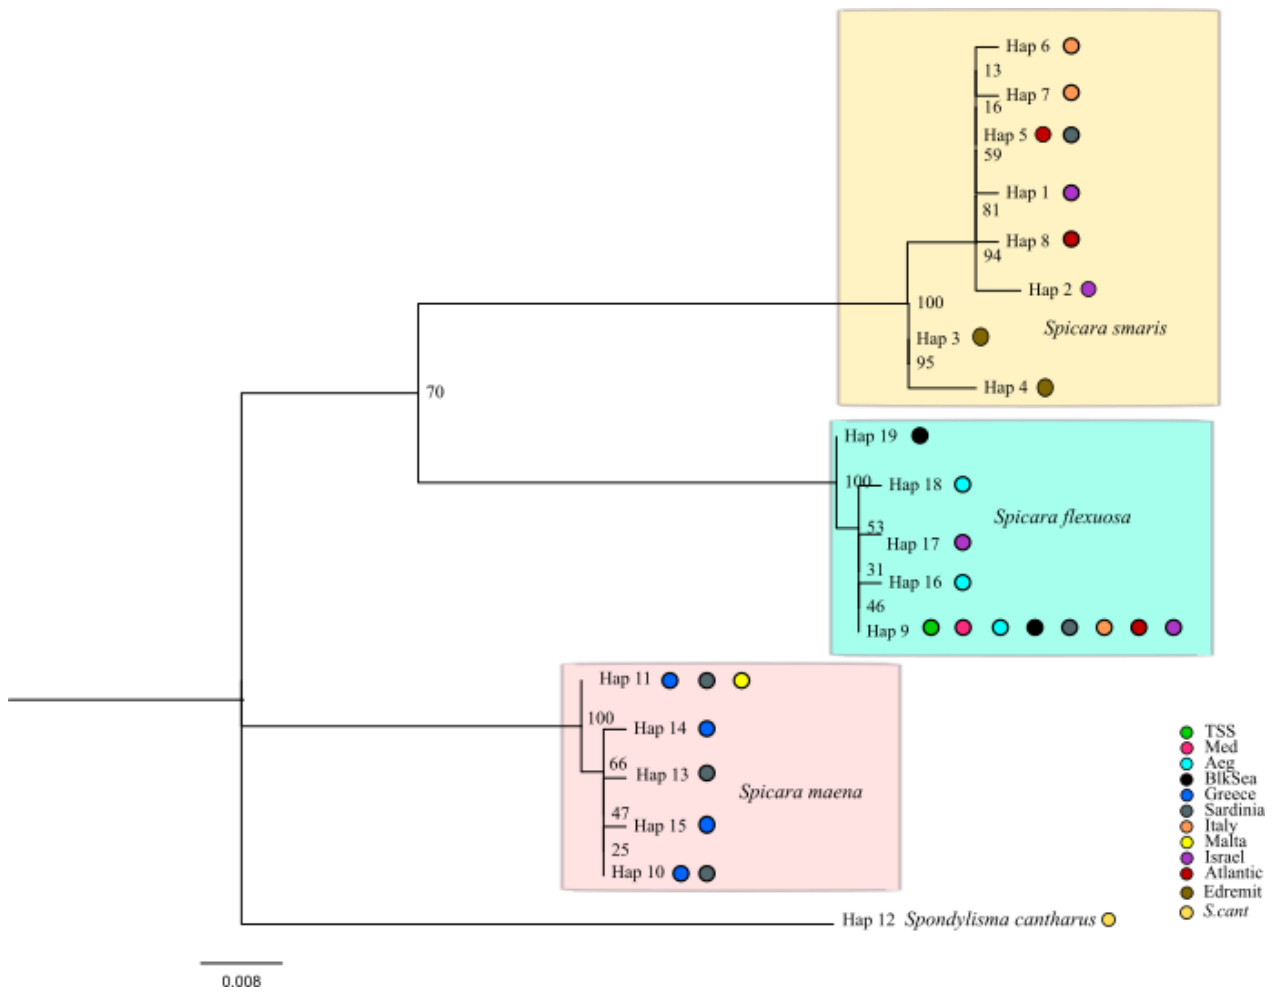 Hap 6
13
Hap 7
16
Hap 5
59
Hap 1
81
Hap 8
94
Hap 2
100
Spicara smaris
Hap 3
95
Hap 4
70
Hap 19
100
Hap 18
Spicara flexuosa
53
Hap 17
31
Hap 16
46
Hap 9
Hap 11
100
Hap 14
66
Hap 13
Spicara maena
47
Hap 15
25
Hap 10
Hap 12 Spondylisma cantharus
TSS
Med
Aeg
BlkSea
Greece
Sardinia
Italy
Malta
Israel
Atlantic
Edremit
S.cant
0.008